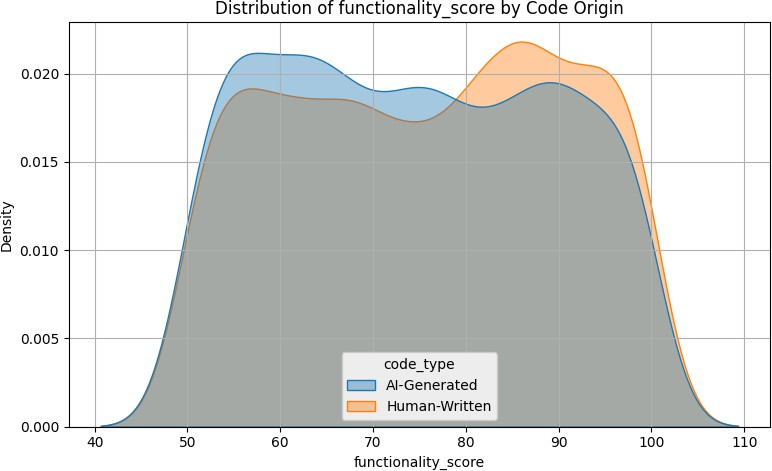 Distribution of functionality_score by Code Origin
Density
0.020
0.015
0.010
0.005
0.000
code_type
AI-Generated
Human-Written
40 50 60 70 80 90 100 110
functionality_score